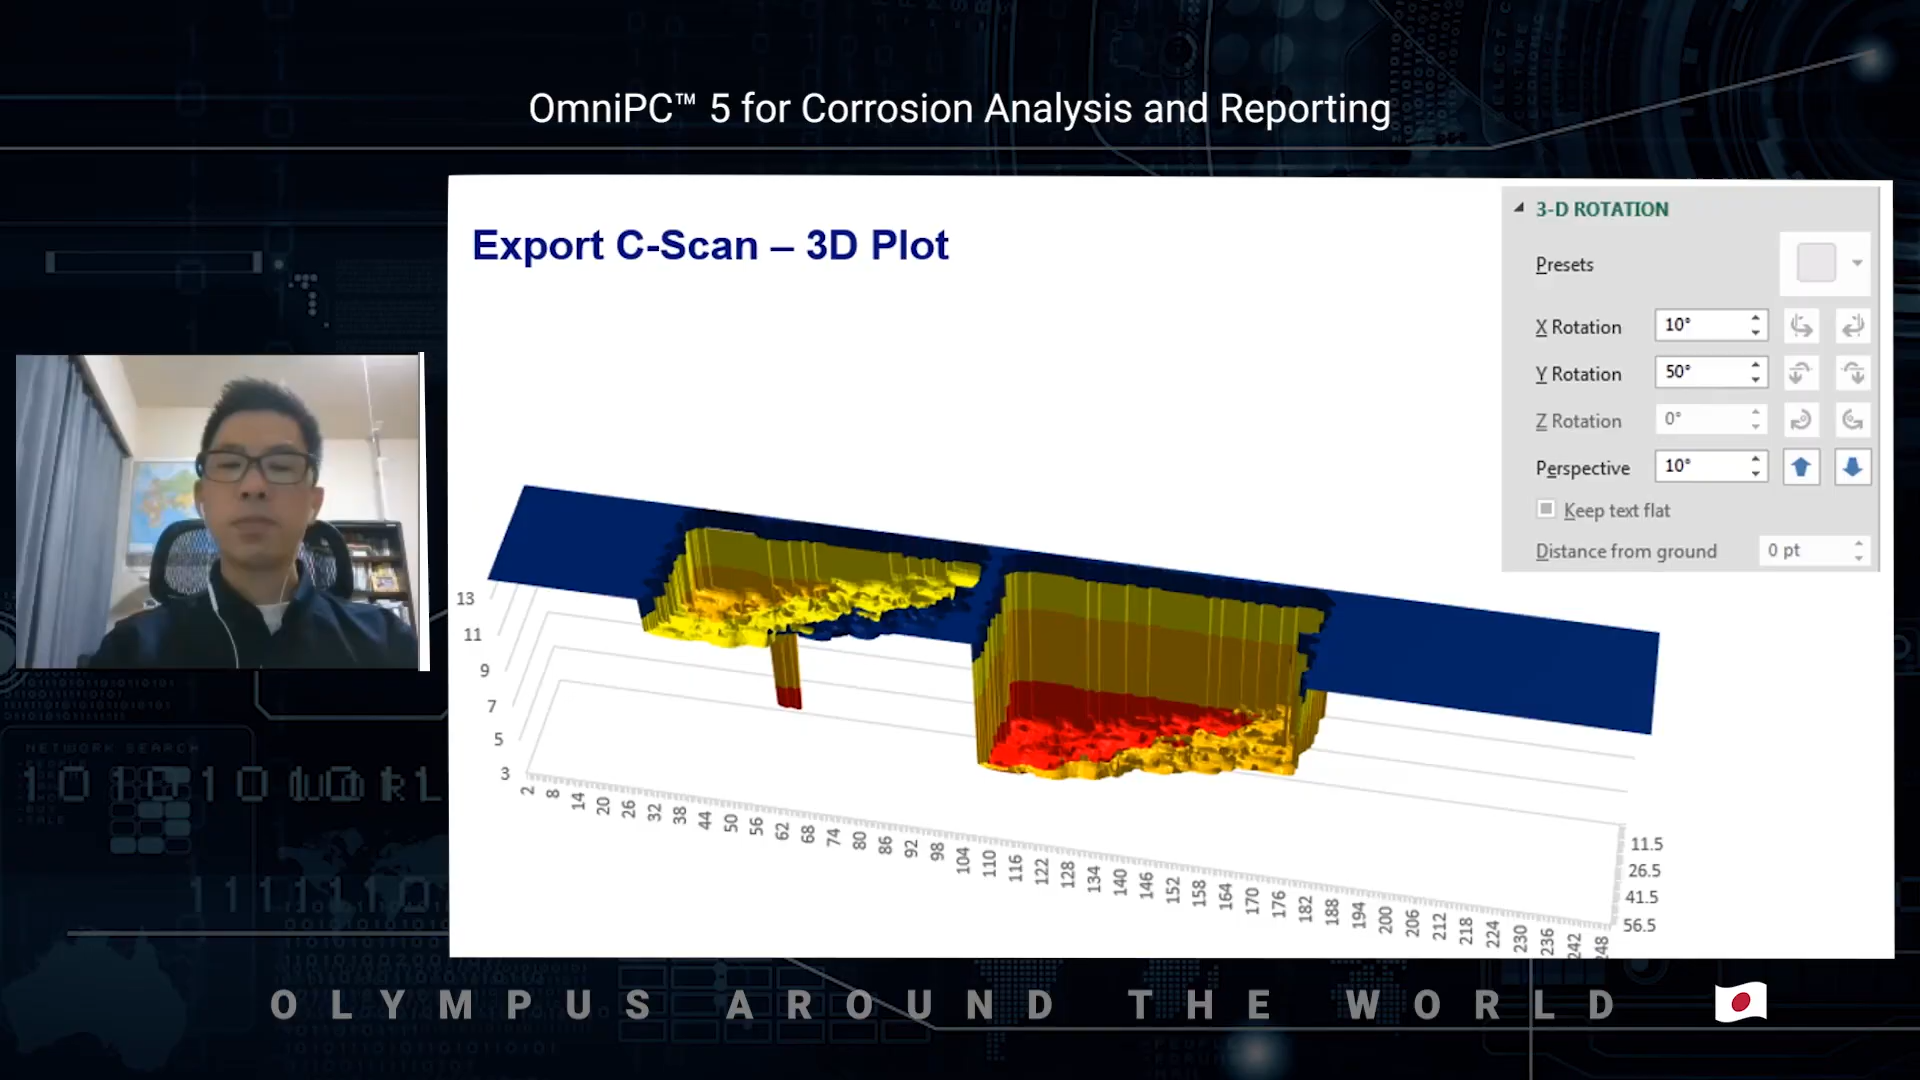 OmniPC™ 5 for Corrosion Analysis and Reporting
Export C-Scan – 3D Plot
3-D ROTATION
Presets
X Rotation 10°
Y Rotation 50°
Z Rotation 0°
Perspective 10°
Keep text flat
Distance from ground 0 pt
13
11
9
7
5
3
2 8 14 20 26 32 38 44 50 56 62 68 74 80 86 92 98 104 110 116 122 128 134 140 146 152 158 164 170 176 182 188 194 200 206 212 218 224 230 236 242 248
11.5
26.5
41.5
56.5
NETWORK SEARCH
OLYMPUS AROUND THE WORLD